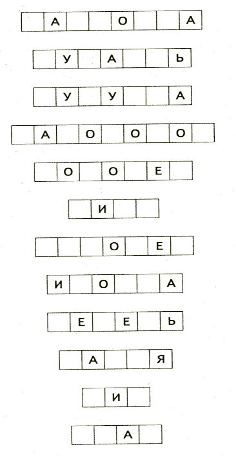 А О А
У А Ь
У У А
А О О О
О О Е
И
О Е
И О А
Е Е Ь
А Я
И
А